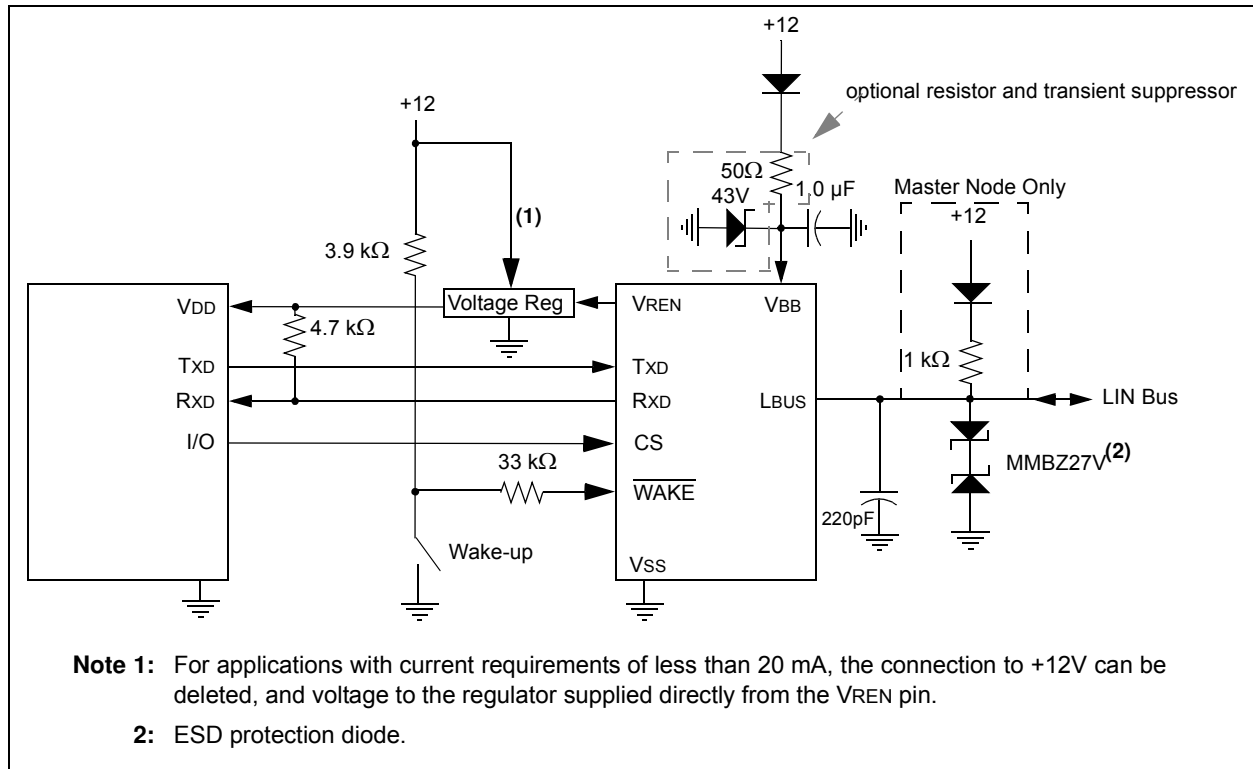 +12
optional resistor and transient suppressor
+12
50Ω
1.0 µF
43V
Master Node Only
+12
(1)
3.9 kΩ
VDD
Voltage Reg
VREN
VBB
4.7 kΩ
1 kΩ
TXD
TXD
RXD
RXD
LBUS
LIN Bus
I/O
CS
MMBZ27V(2)
33 kΩ
WAKE
220pF
Wake-up
VSS
Note 1: For applications with current requirements of less than 20 mA, the connection to +12V can be
deleted, and voltage to the regulator supplied directly from the VREN pin.
2: ESD protection diode.